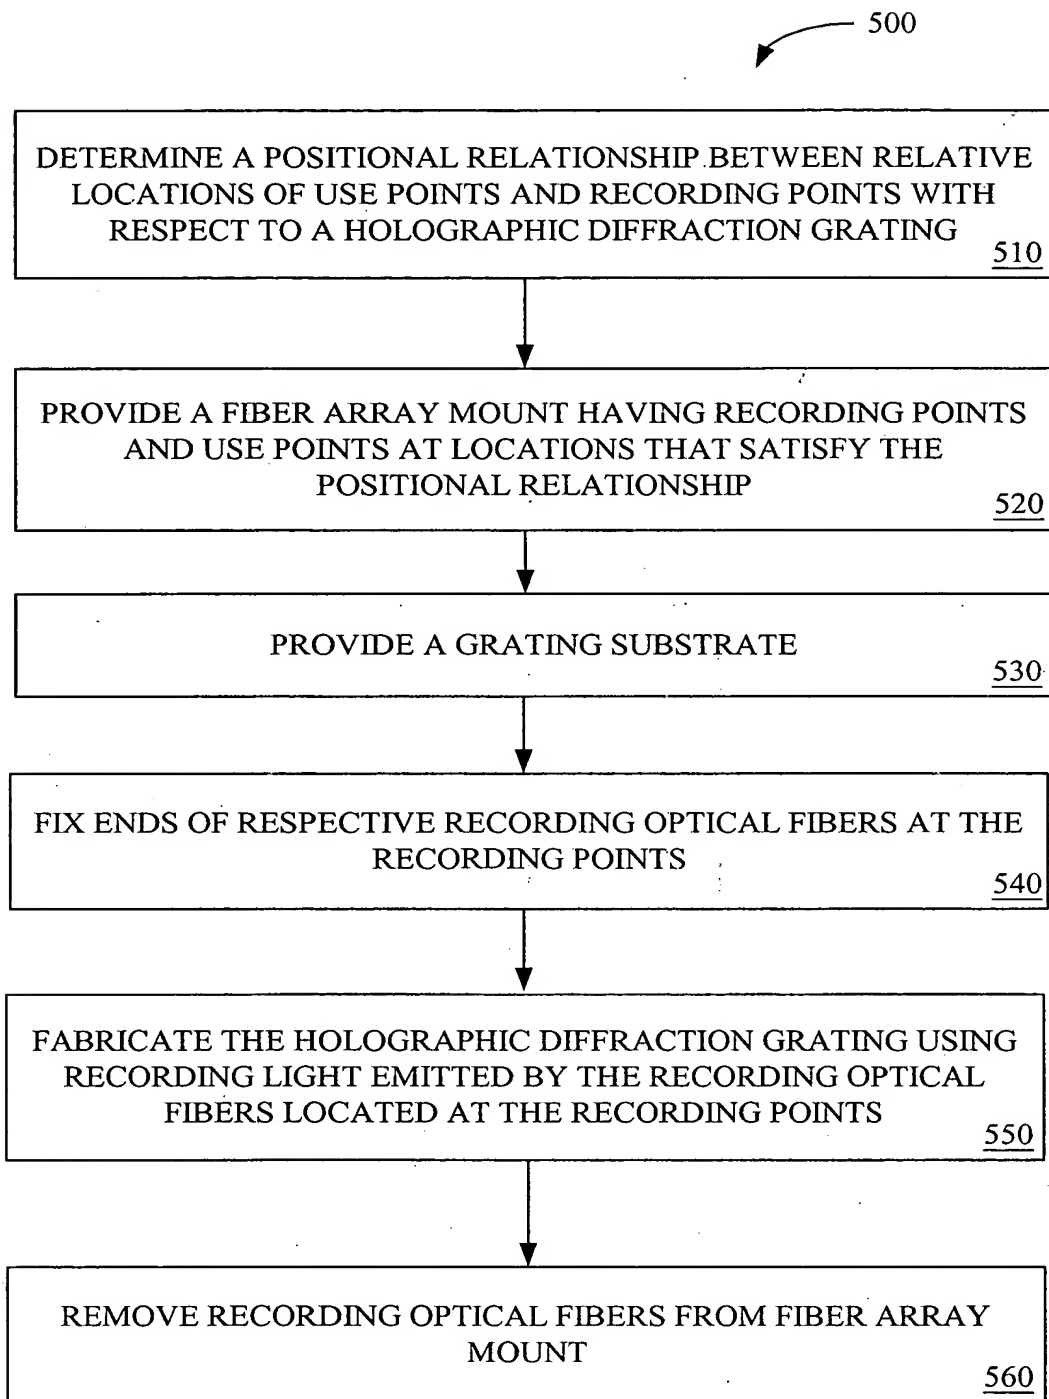 500
DETERMINE A POSITIONAL RELATIONSHIP BETWEEN RELATIVE
LOCATIONS OF USE POINTS AND RECORDING POINTS WITH
RESPECT TO A HOLOGRAPHIC DIFFRACTION GRATING
510
PROVIDE A FIBER ARRAY MOUNT HAVING RECORDING POINTS
AND USE POINTS AT LOCATIONS THAT SATISFY THE
POSITIONAL RELATIONSHIP
520
PROVIDE A GRATING SUBSTRATE
530
FIX ENDS OF RESPECTIVE RECORDING OPTICAL FIBERS AT THE
RECORDING POINTS
540
FABRICATE THE HOLOGRAPHIC DIFFRACTION GRATING USING
RECORDING LIGHT EMITTED BY THE RECORDING OPTICAL
FIBERS LOCATED AT THE RECORDING POINTS
550
REMOVE RECORDING OPTICAL FIBERS FROM FIBER ARRAY
MOUNT
560